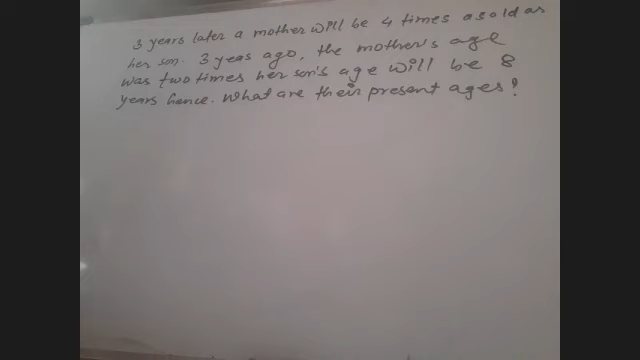 3 years later a mother will be 4 times as old as
her son. 3 yeas ago, the mother's age
was two times her son's age will be 8
years hence. What are their present ages?